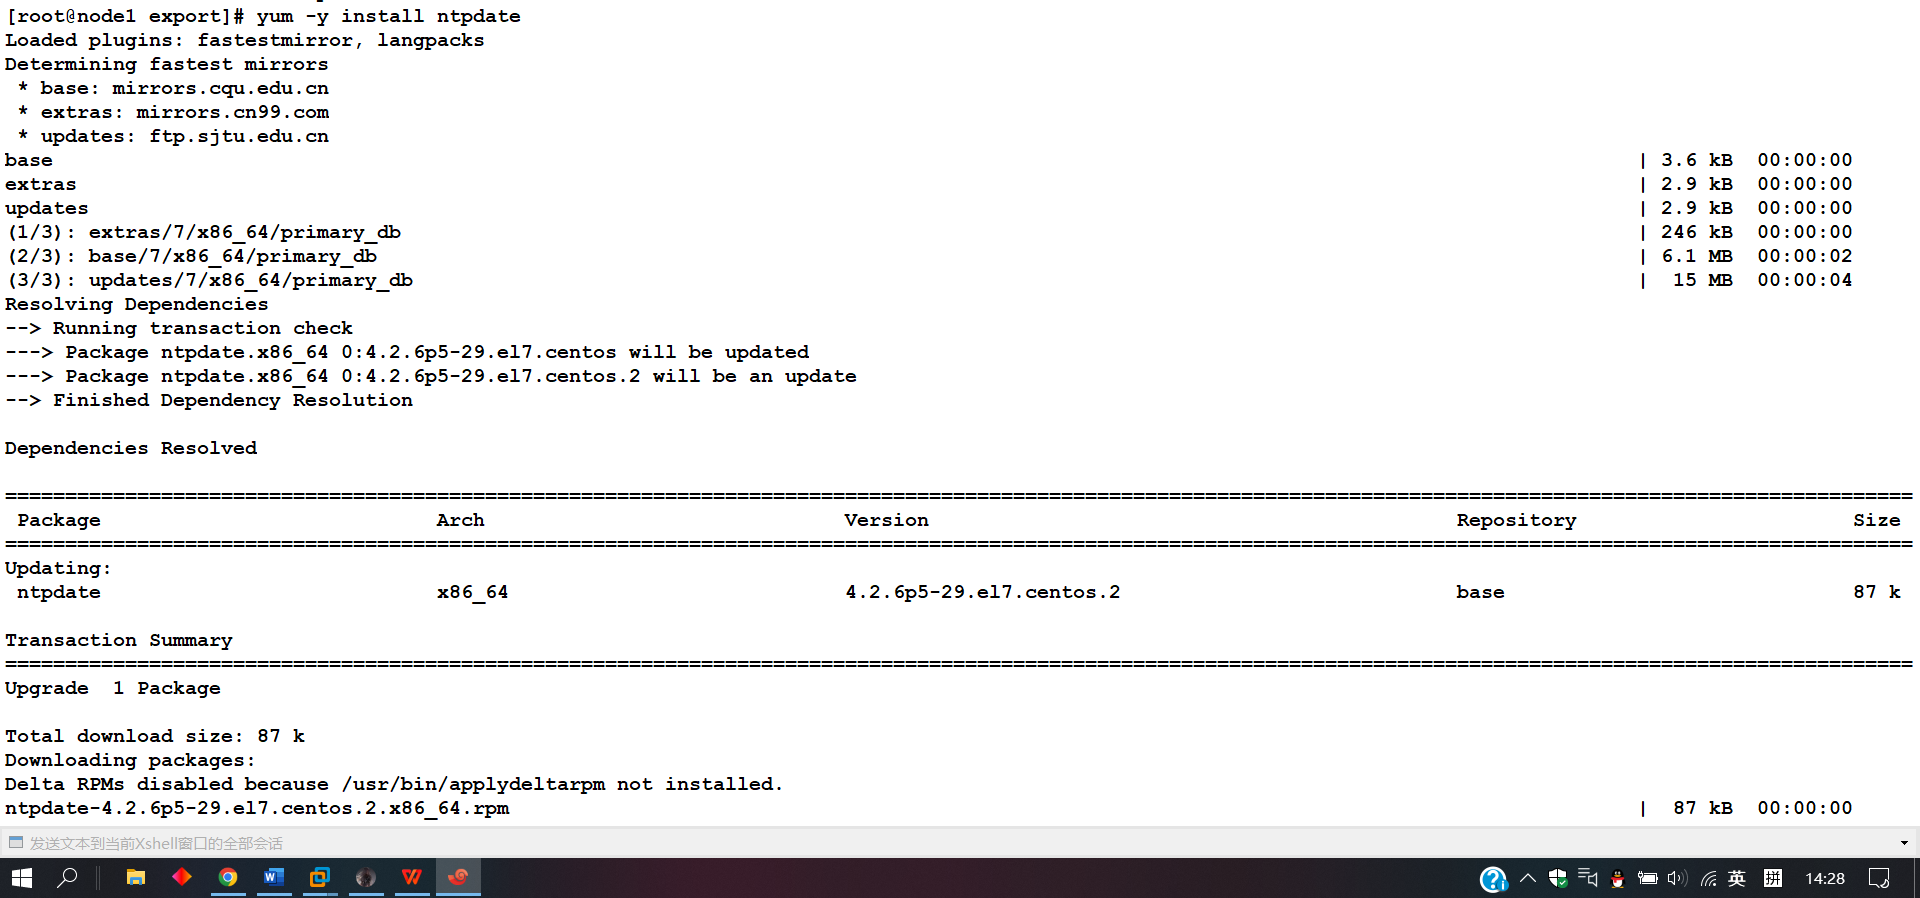 [root@node1 export]# yum -y install ntpdate
Loaded plugins: fastestmirror, langpacks
Determining fastest mirrors
 * base: mirrors.cqu.edu.cn
 * extras: mirrors.cn99.com
 * updates: ftp.sjtu.edu.cn
base | 3.6 kB 00:00:00
extras | 2.9 kB 00:00:00
updates | 2.9 kB 00:00:00
(1/3): extras/7/x86_64/primary_db | 246 kB 00:00:00
(2/3): base/7/x86_64/primary_db | 6.1 MB 00:00:02
(3/3): updates/7/x86_64/primary_db | 15 MB 00:00:04
Resolving Dependencies
--> Running transaction check
---> Package ntpdate.x86_64 0:4.2.6p5-29.el7.centos will be updated
---> Package ntpdate.x86_64 0:4.2.6p5-29.el7.centos.2 will be an update
--> Finished Dependency Resolution
Dependencies Resolved
Package Arch Version Repository Size
Updating:
ntpdate x86_64 4.2.6p5-29.el7.centos.2 base 87 k
Transaction Summary
Upgrade 1 Package
Total download size: 87 k
Downloading packages:
Delta RPMs disabled because /usr/bin/applydeltarpm not installed.
ntpdate-4.2.6p5-29.el7.centos.2.x86_64.rpm | 87 kB 00:00:00
发送文本到当前Xshell窗口的全部会话
英 拼 14:28